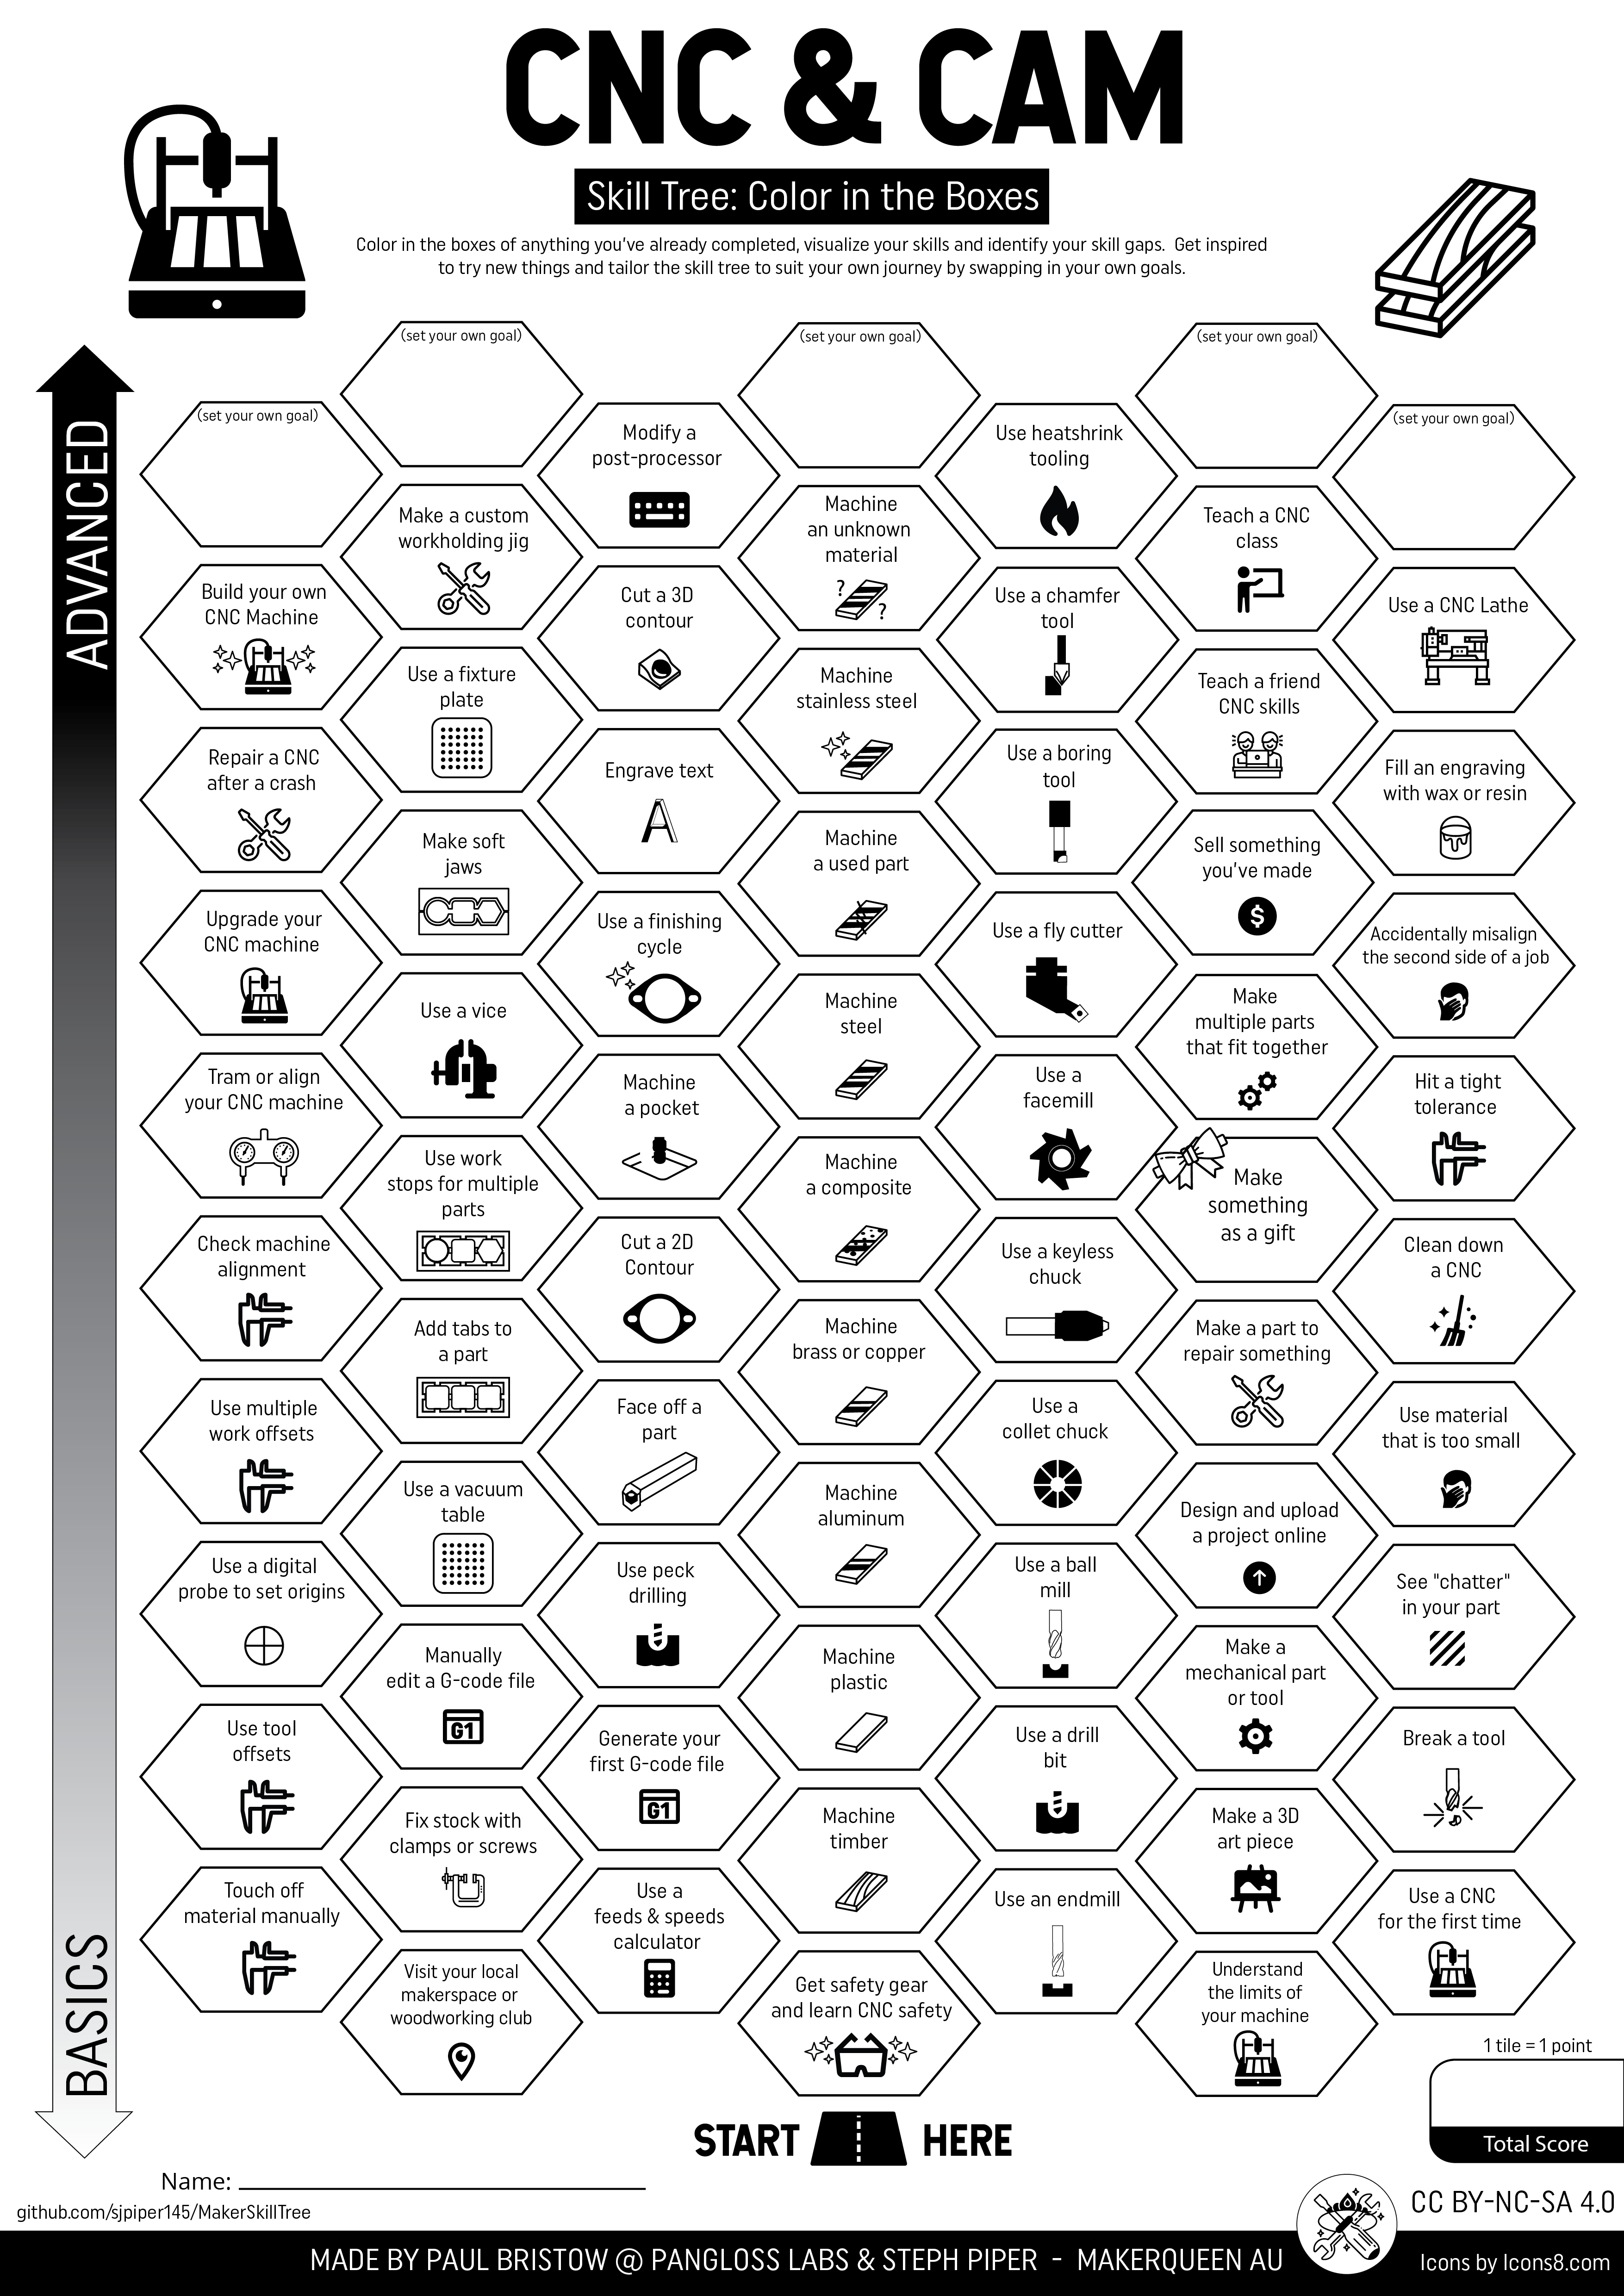 CNC & CAM
Skill Tree: Color in the Boxes
Color in the boxes of anything you've already completed, visualize your skills and identify your skill gaps. Get inspired
to try new things and tailor the skill tree to suit your own journey by swapping in your own goals.
ADVANCED
BASICS
(set your own goal)
Build your own
CNC Machine
Repair a CNC
after a crash
Upgrade your
CNC machine
Tram or align
your CNC machine
Check machine
alignment
Use multiple
work offsets
Use a digital
probe to set origins
Use tool
offsets
Touch off
material manually
(set your own goal)
Make a custom
workholding jig
Use a fixture
plate
Make soft
jaws
Use a vice
Use work
stops for multiple
parts
Add tabs to
a part
Use a vacuum
table
Manually
edit a G-code file
G1
Fix stock with
clamps or screws
Visit your local
makerspace or
woodworking club
Modify a
post-processor
Cut a 3D
contour
Engrave text
A
Use a finishing
cycle
Machine
a pocket
Cut a 2D
Contour
Face off a
part
Use peck
drilling
Generate your
first G-code file
G1
Use a
feeds & speeds
calculator
(set your own goal)
Machine
an unknown
material
? ?
Machine
stainless steel
Machine
a used part
Machine
steel
Machine
a composite
Machine
brass or copper
Machine
aluminum
Machine
plastic
Machine
timber
Get safety gear
and learn CNC safety
Use heatshrink
tooling
Use a chamfer
tool
Use a boring
tool
Use a fly cutter
Use a
facemill
Use a keyless
chuck
Use a
collet chuck
Use a ball
mill
Use a drill
bit
Use an endmill
(set your own goal)
Teach a CNC
class
Teach a friend
CNC skills
Sell something
you've made
$
Make
multiple parts
that fit together
Make
something
as a gift
Make a part to
repair something
Design and upload
a project online
Make a
mechanical part
or tool
Make a 3D
art piece
Understand
the limits of
your machine
(set your own goal)
Use a CNC Lathe
Fill an engraving
with wax or resin
Accidentally misalign
the second side of a job
Hit a tight
tolerance
Clean down
a CNC
Use material
that is too small
See "chatter"
in your part
Break a tool
Use a CNC
for the first time
1 tile = 1 point
Total Score
START HERE
Name:
github.com/sjpiper145/MakerSkillTree
CC BY-NC-SA 4.0
MADE BY PAUL BRISTOW @ PANGLOSS LABS & STEPH PIPER - MAKERQUEEN AU
Icons by Icons8.com